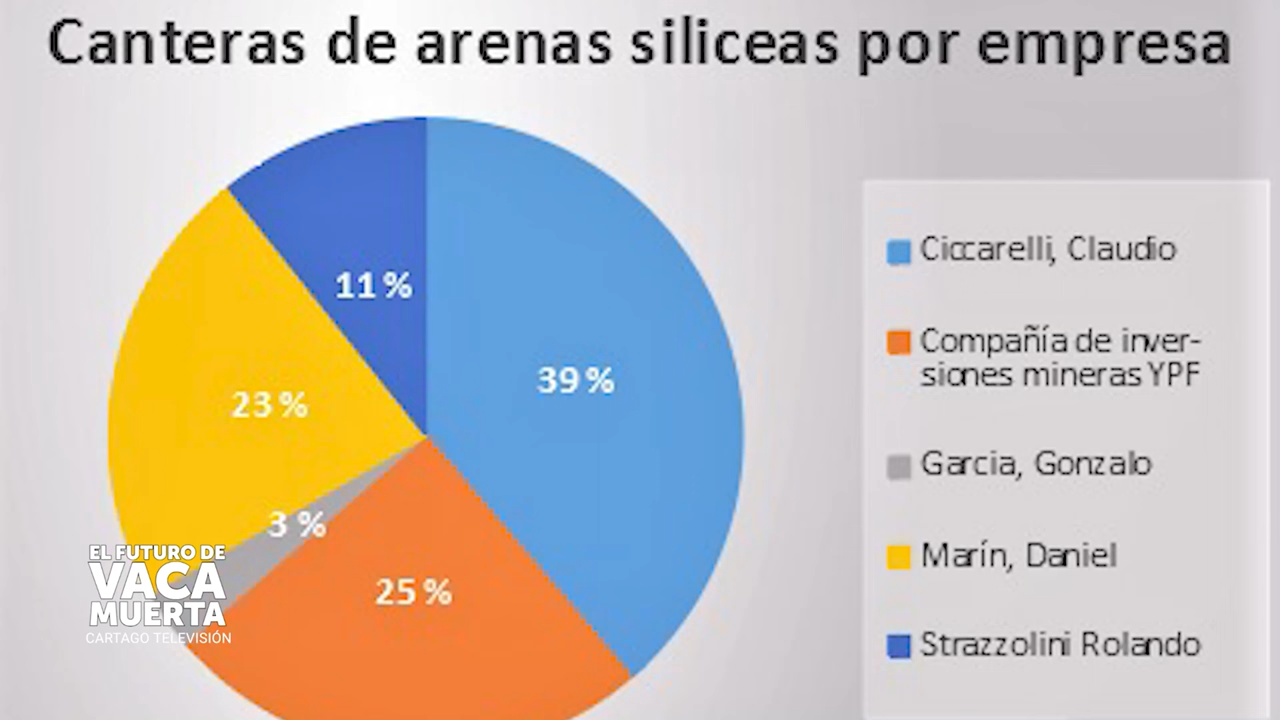 Canteras de arenas siliceas por empresa
11 %
39 %
23 %
3 %
25 %
Ciccarelli, Claudio
Compañía de inver-
siones mineras YPF
Garcia, Gonzalo
Marín, Daniel
Strazzolini Rolando
EL FUTURO DE
VACA
MUERTA
CARTAGO TELEVISIÓN